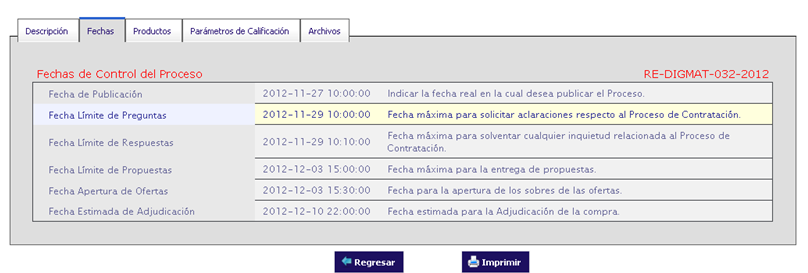 Descripción Fechas Productos Parámetros de Calificación Archivos
Fechas de Control del Proceso RE-DIGMAT-032-2012
Fecha de Publicación 2012-11-27 10:00:00 Indicar la fecha real en la cual desea publicar el Proceso.
Fecha Límite de Preguntas 2012-11-29 10:00:00 Fecha máxima para solicitar aclaraciones respecto al Proceso de Contratación.
Fecha Límite de Respuestas 2012-11-29 10:10:00 Fecha máxima para solventar cualquier inquietud relacionada al Proceso de
Contratación.
Fecha Límite de Propuestas 2012-12-03 15:00:00 Fecha máxima para la entrega de propuestas.
Fecha Apertura de Ofertas 2012-12-03 15:30:00 Fecha para la apertura de los sobres de las ofertas.
Fecha Estimada de Adjudicación 2012-12-10 22:00:00 Fecha estimada para la Adjudicación de la compra.
Regresar Imprimir